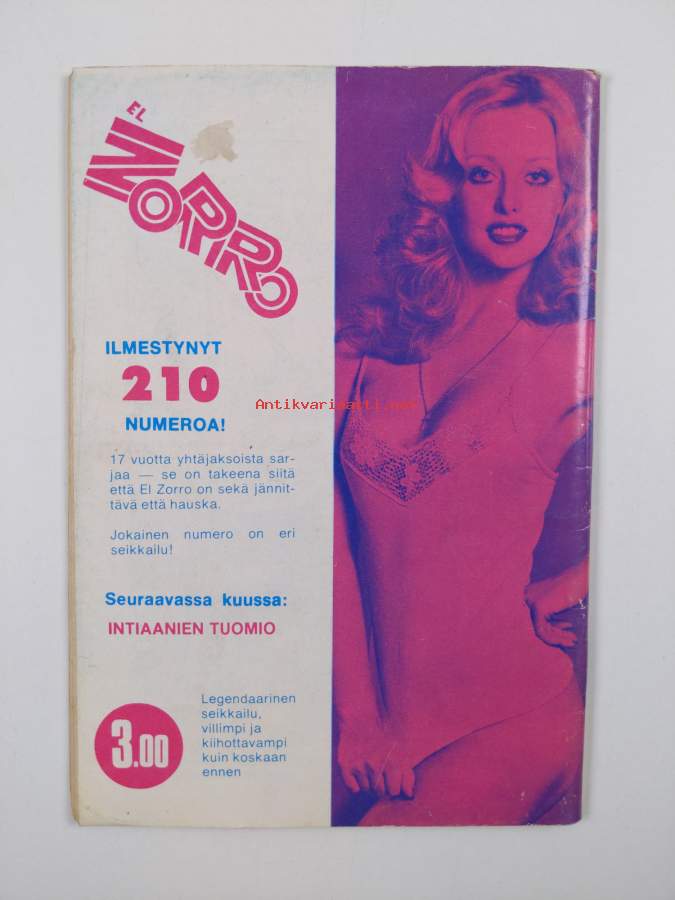 EL
ZORRO
ILMESTYNYT
210
NUMEROA!
17 vuotta yhtäjaksoista sar-
jaa — se on takeena siitä
että El Zorro on sekä jännit-
tävä että hauska.
Jokainen numero on eri
seikkailu!
Seuraavassa kuussa:
INTIAANIEN TUOMIO
3.00
Legendaarinen
seikkailu,
villimpi ja
kiihottavampi
kuin koskaan
ennen